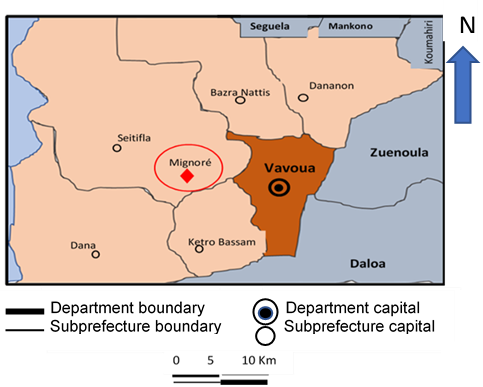 Seguela
Mankono
Koumahiri
N
Dananon
Bazra Nattis
Seitifla
Zuenoula
Mignoré
Vavoua
Dana
Ketro Bassam
Daloa
Department boundary
Department capital
Subprefecture boundary
Subprefecture capital
0 5 10 Km